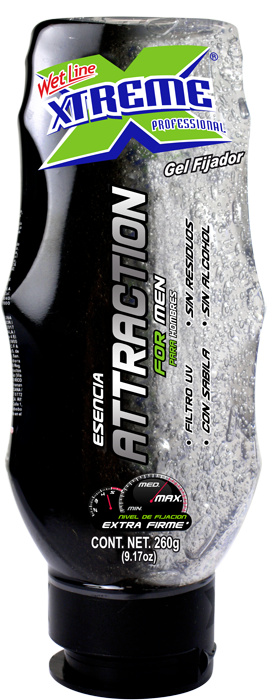 Wet Line
XTREME
®
PROFESSIONAL
Gel Fijador
ESENCIA
ATTRACTION
FOR MEN
PARA HOMBRES
• FILTRO UV • SIN RESIDUOS
• CON SABILA • SIN ALCOHOL
MED.
MAX.
MIN.
NIVEL DE FIJACION
EXTRA FIRME*
CONT. NET. 260g
(9.17oz)